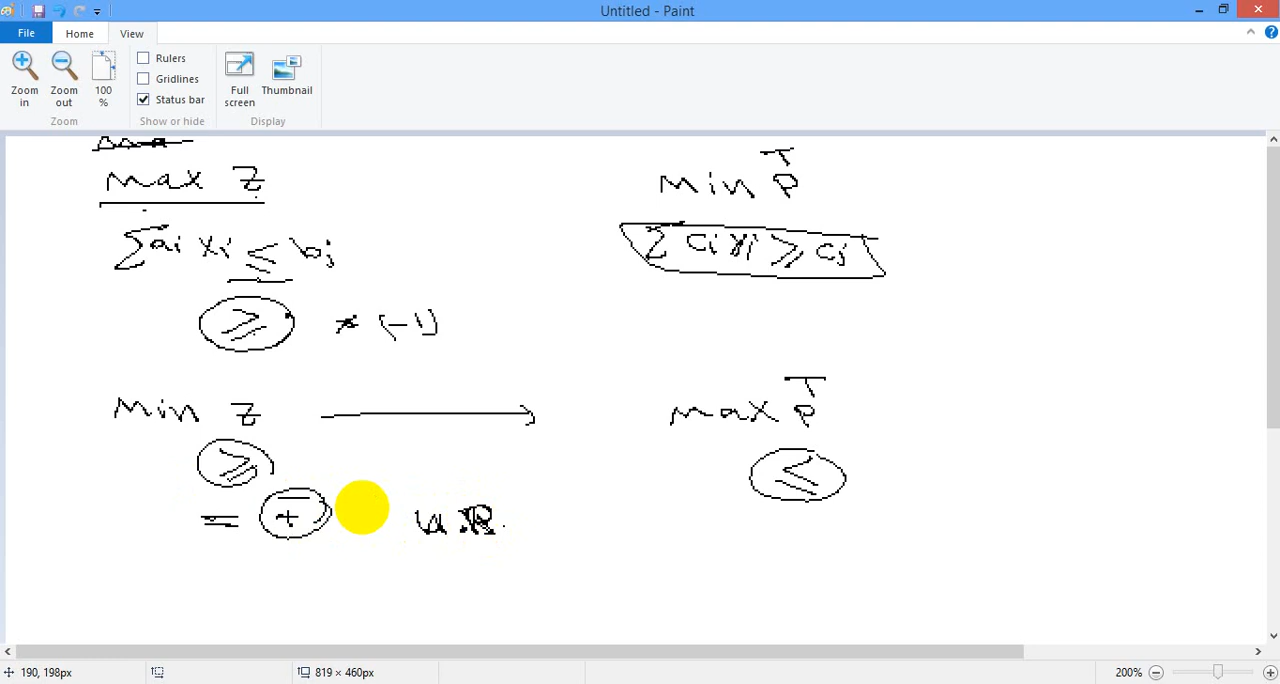 Untitled - Paint
File Home View
Zoom in Zoom out 100 % Rulers Gridlines Status bar Full screen Thumbnail
Zoom Show or hide Display
Max Z
Min P T
∑ ai xi ≤ bj
∑ ci yi ≥ cj
≥ * (-1)
Min Z → max P T
≥ ≤
= + u R.
190, 198px 819 × 460px 200%